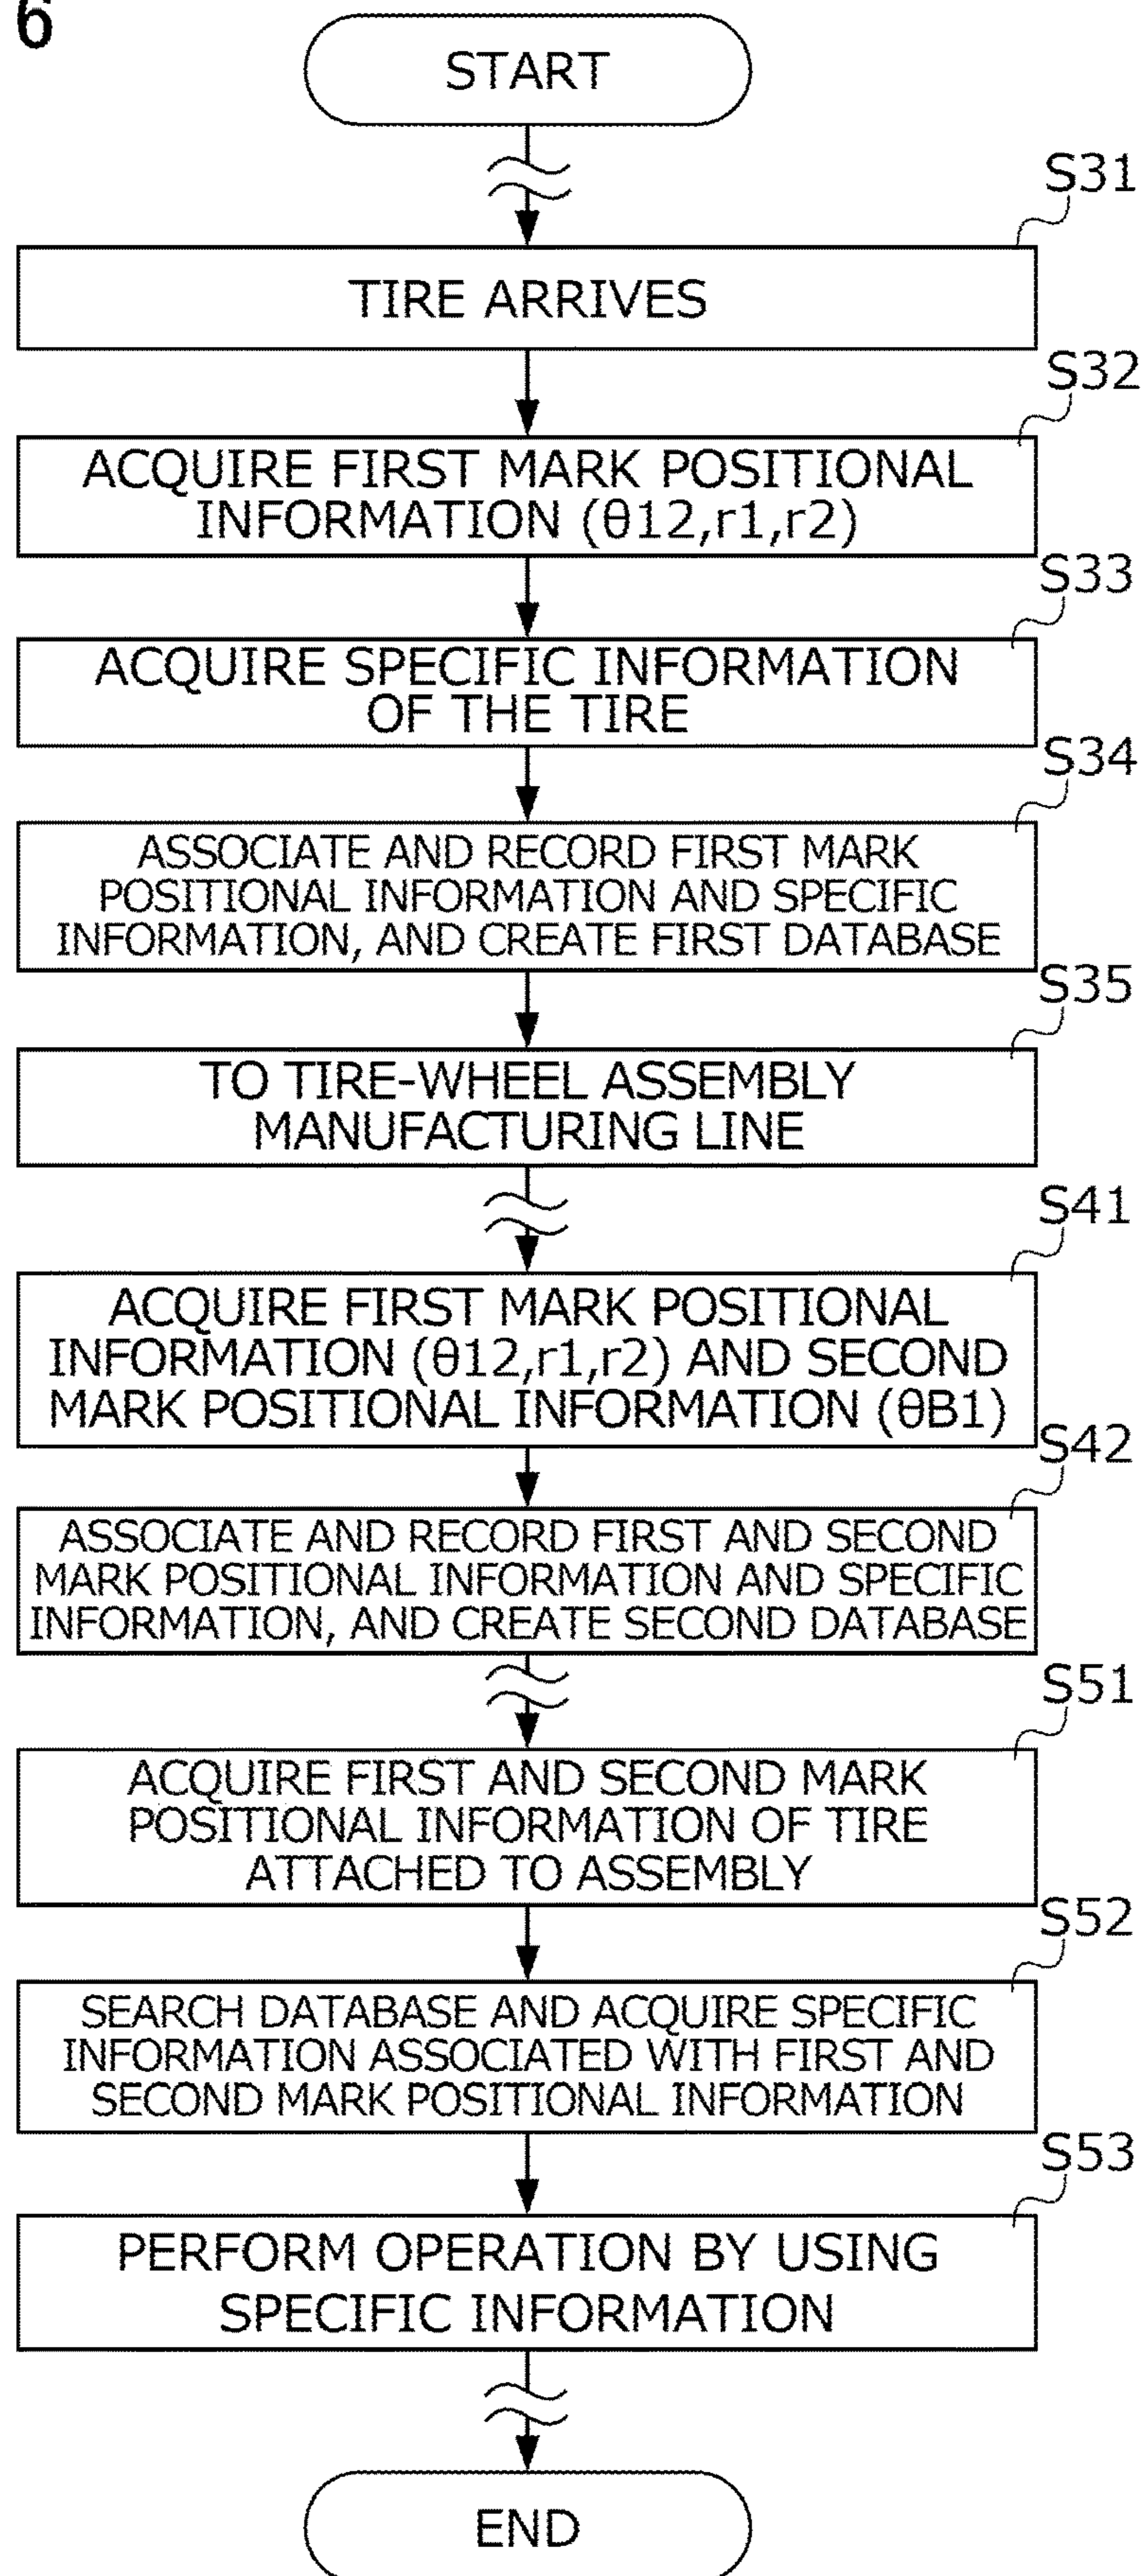 6
START
S31
TIRE ARRIVES
S32
ACQUIRE FIRST MARK POSITIONAL
INFORMATION (θ12,r1,r2)
S33
ACQUIRE SPECIFIC INFORMATION
OF THE TIRE
S34
ASSOCIATE AND RECORD FIRST MARK
POSITIONAL INFORMATION AND SPECIFIC
INFORMATION, AND CREATE FIRST DATABASE
S35
TO TIRE-WHEEL ASSEMBLY
MANUFACTURING LINE
S41
ACQUIRE FIRST MARK POSITIONAL
INFORMATION (θ12,r1,r2) AND SECOND
MARK POSITIONAL INFORMATION (θB1)
S42
ASSOCIATE AND RECORD FIRST AND SECOND
MARK POSITIONAL INFORMATION AND SPECIFIC
INFORMATION, AND CREATE SECOND DATABASE
S51
ACQUIRE FIRST AND SECOND MARK
POSITIONAL INFORMATION OF TIRE
ATTACHED TO ASSEMBLY
S52
SEARCH DATABASE AND ACQUIRE SPECIFIC
INFORMATION ASSOCIATED WITH FIRST AND
SECOND MARK POSITIONAL INFORMATION
S53
PERFORM OPERATION BY USING
SPECIFIC INFORMATION
END